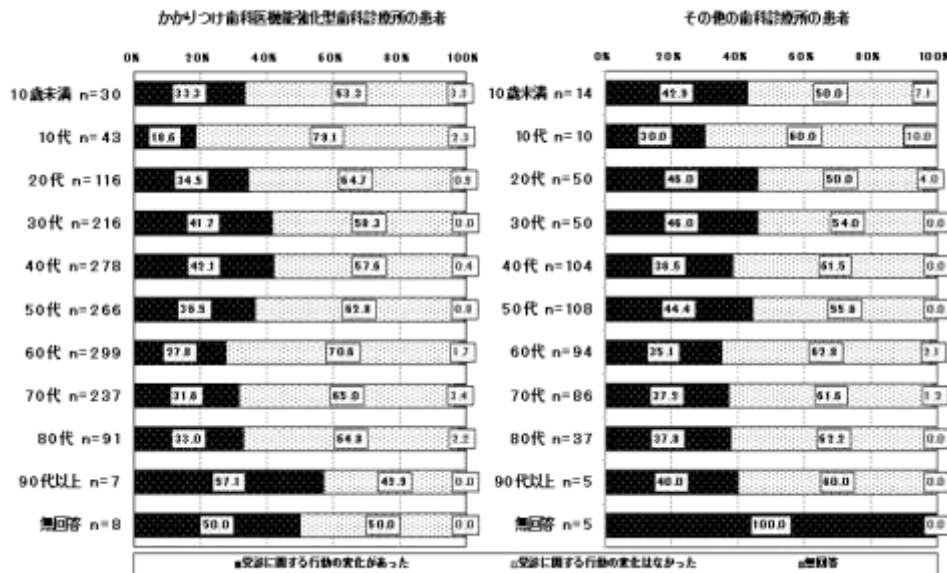 かかりつけ歯科医機能強化型歯科診療所の患者
0% 20% 40% 60% 80% 100%
10歳未満 n=30 33.3 63.3 3.3
10代 n=43 18.6 79.1 2.3
20代 n=116 34.5 64.7 0.9
30代 n=216 41.7 58.3 0.0
40代 n=278 42.1 57.6 0.4
50代 n=266 36.5 62.8
60代 n=299 27.8 70.6 1.7
70代 n=237 31.6 65.0 3.4
80代 n=91 33.0 64.8 2.2
90代以上 n=7 57.1 42.9 0.0
無回答 n=8 50.0 50.0 0.0
その他の歯科診療所の患者
0% 20% 40% 60% 80% 100%
10歳未満 n=14 42.9 50.0 7.1
10代 n=10 30.0 60.0 10.0
20代 n=50 46.0 50.0 4.0
30代 n=50 46.0 54.0 0.0
40代 n=104 38.5 61.5 0.0
50代 n=108 44.4 55.6 0.0
60代 n=94 35.1 62.8 2.1
70代 n=86 37.2 61.6 1.2
80代 n=37 37.8 62.2 0.0
90代以上 n=5 40.0 60.0 0.0
無回答 n=5 100.0 0.0
■受診に関する行動の変化があった □受診に関する行動の変化はなかった ■無回答